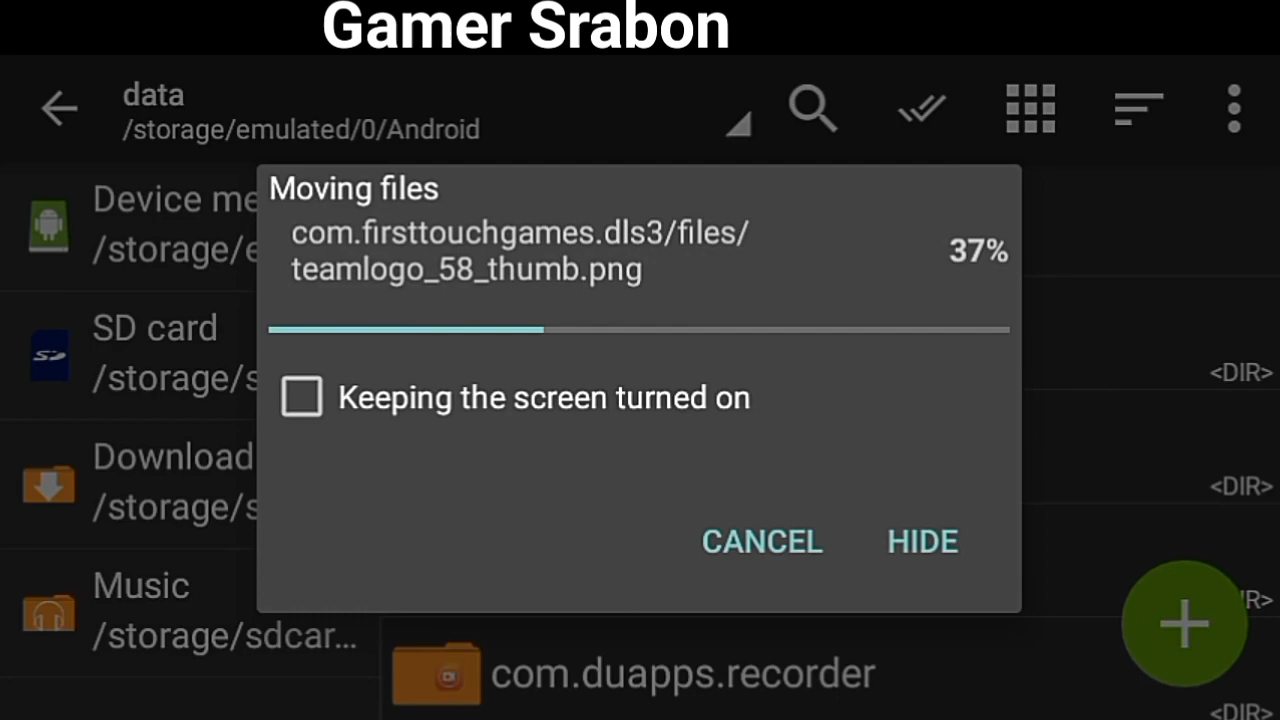 Gamer Srabon
data
/storage/emulated/0/Android
Moving files
com.firsttouchgames.dls3/files/
teamlogo_58_thumb.png
37%
Keeping the screen turned on
CANCEL
HIDE
Device me
/storage/e
SD card
/storage/s
Download
/storage/s
Music
/storage/sdcar...
<DIR>
<DIR>
IR>
com.duapps.recorder
<DIR>